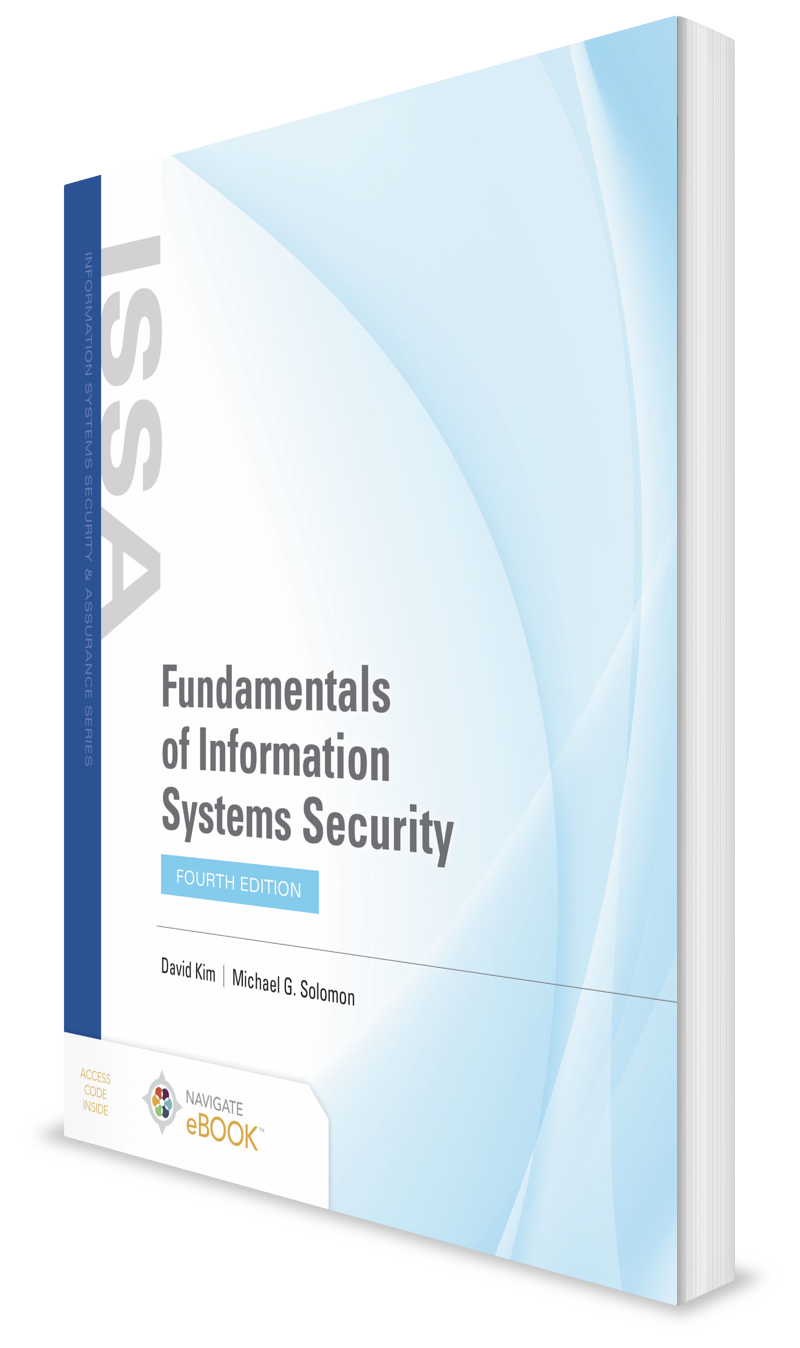 ISSA
INFORMATION SYSTEMS SECURITY & ASSURANCE SERIES
Fundamentals
of Information
Systems Security
FOURTH EDITION
David Kim | Michael G. Solomon
ACCESS
CODE
INSIDE
NAVIGATE
eBOOK™